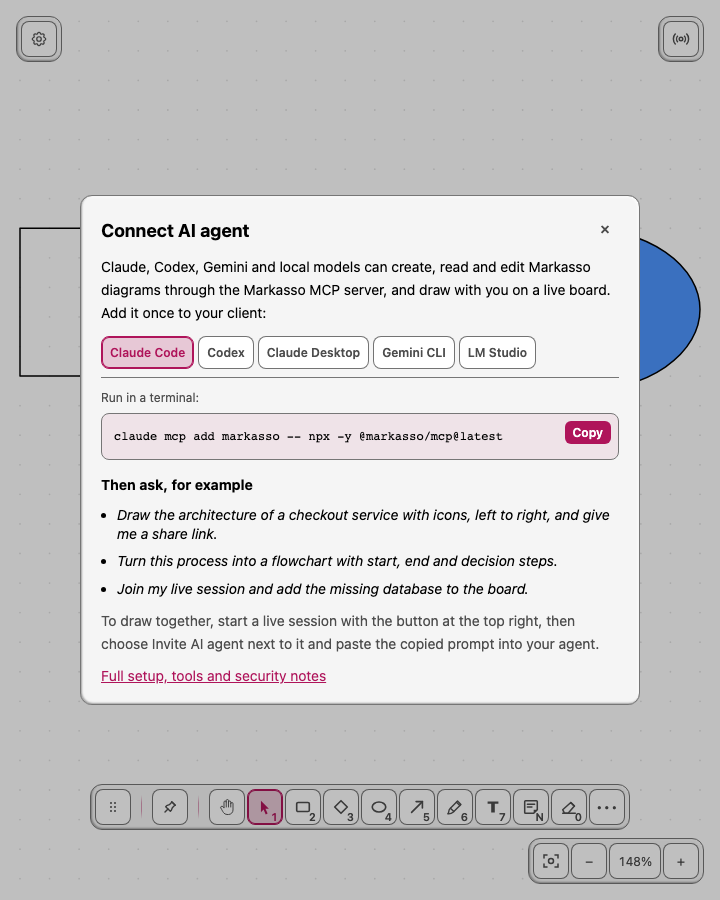 Connect AI agent
×
Claude, Codex, Gemini and local models can create, read and edit Markasso
diagrams through the Markasso MCP server, and draw with you on a live board.
Add it once to your client:
Claude Code Codex Claude Desktop Gemini CLI LM Studio
Run in a terminal:
claude mcp add markasso -- npx -y @markasso/mcp@latest
Copy
Then ask, for example
• Draw the architecture of a checkout service with icons, left to right, and give
me a share link.
• Turn this process into a flowchart with start, end and decision steps.
• Join my live session and add the missing database to the board.
To draw together, start a live session with the button at the top right, then
choose Invite AI agent next to it and paste the copied prompt into your agent.
Full setup, tools and security notes
1 2 3 4 5 6 T 7 N 0
− 148% +